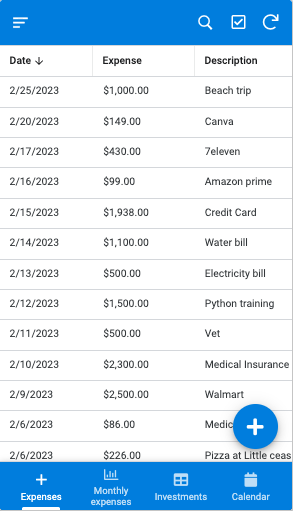 Date ↓ Expense Description
2/25/2023 $1,000.00 Beach trip
2/20/2023 $149.00 Canva
2/17/2023 $430.00 7eleven
2/16/2023 $99.00 Amazon prime
2/15/2023 $1,938.00 Credit Card
2/14/2023 $1,100.00 Water bill
2/13/2023 $500.00 Electricity bill
2/12/2023 $1,500.00 Python training
2/11/2023 $500.00 Vet
2/10/2023 $2,300.00 Medical Insurance
2/9/2023 $2,500.00 Walmart
2/6/2023 $86.00
2/6/2023 $226.00 Pizza at Little ceas
Expenses
Monthly
expenses
Investments
Calendar